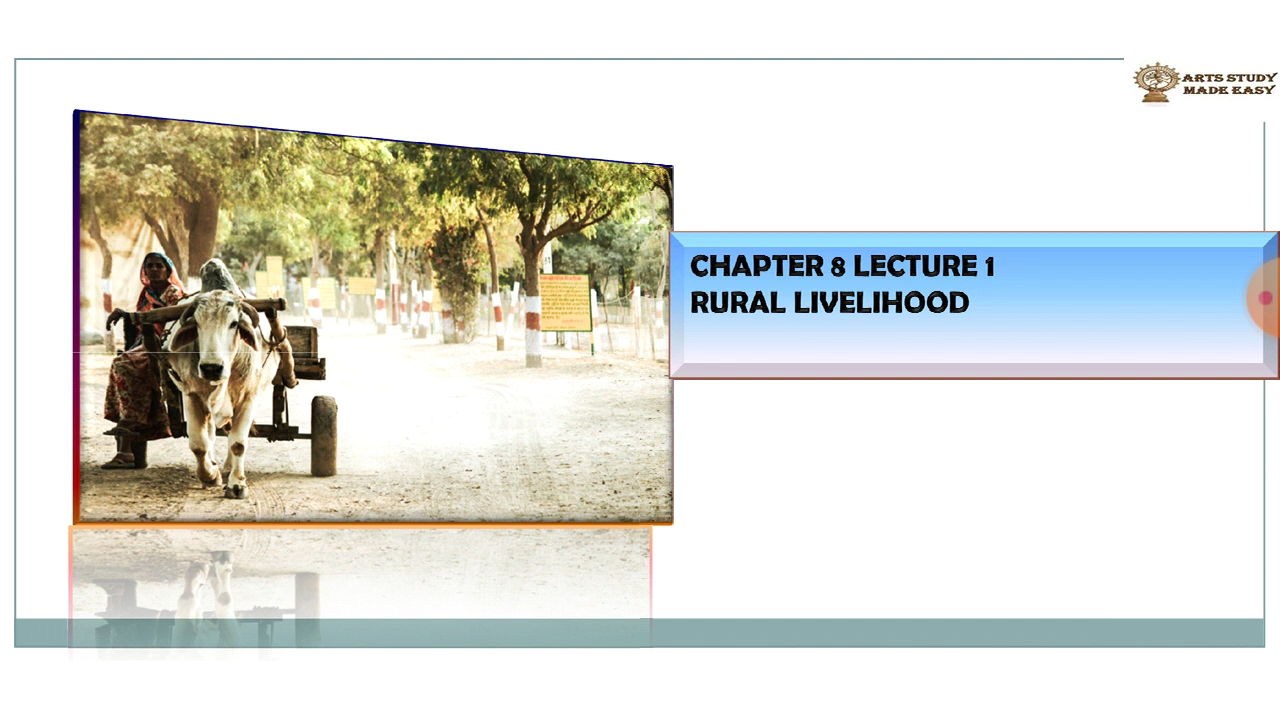 ARTS STUDY
MADE EASY
CHAPTER 8 LECTURE 1
RURAL LIVELIHOOD